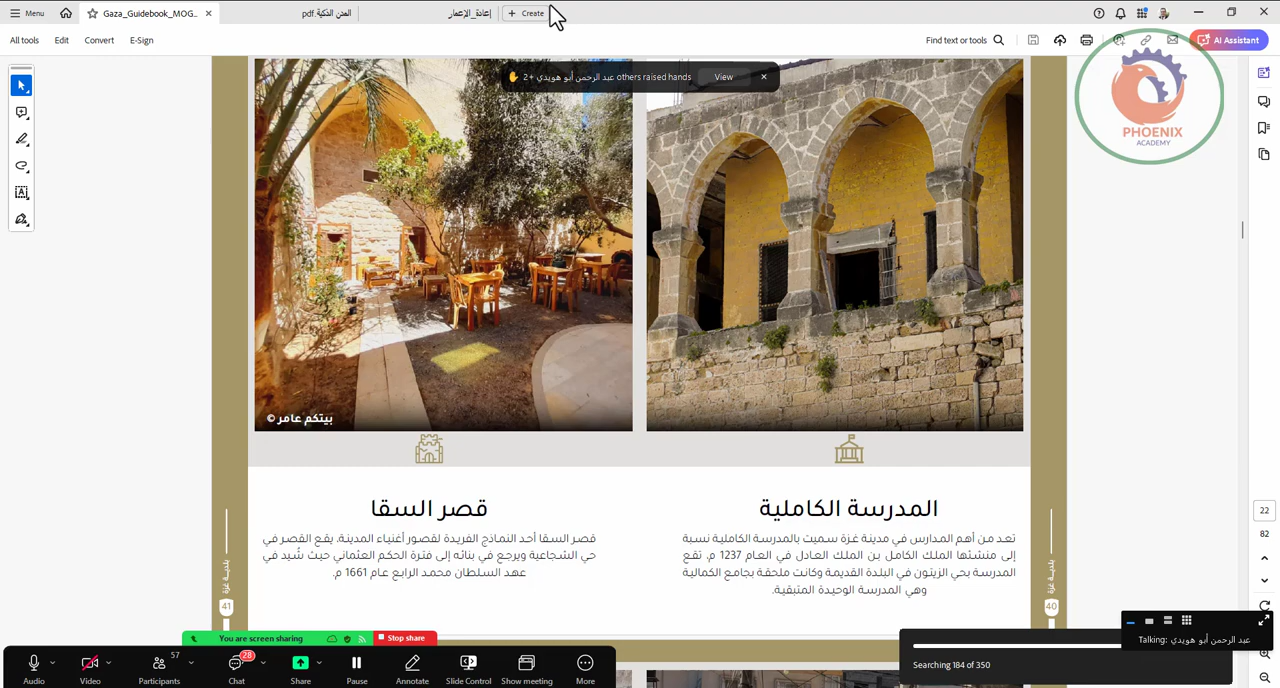 Menu
Gaza_Guidebook_MOG...
المدن الذكية.pdf
إعادة_الإعمار
+ Create
All tools
Edit
Convert
E-Sign
Find text or tools
AI Assistant
عبد الرحمن أبو هويدي +2 others raised hands
View
PHOENIX
ACADEMY
بيتكم عامر ©
المدرسة الكاملية
تعد من أهم المدارس في مدينة غزة سميت بالمدرسة الكاملية نسبة
إلى منشئها الملك الكامل بن الملك العادل في العام 1237 م. تقع
المدرسة بحي الزيتون في البلدة القديمة وكانت ملحقة بجامع الكمالية
وهي المدرسة الوحيدة المتبقية.
بلدية غزة
40
قصر السقا
قصر السقا أحد النماذج الفريدة لقصور أغنياء المدينة. يقع القصر في
حي الشجاعية ويرجع في بنائه إلى فترة الحكم العثماني حيث شُيد في
عهد السلطان محمد الرابع عام 1661 م.
بلدية غزة
41
22
82
You are screen sharing
Stop share
Talking: عبد الرحمن أبو هويدي
Searching 184 of 350
Audio
Video
57
Participants
28
Chat
Share
Pause
Annotate
Slide Control
Show meeting
More